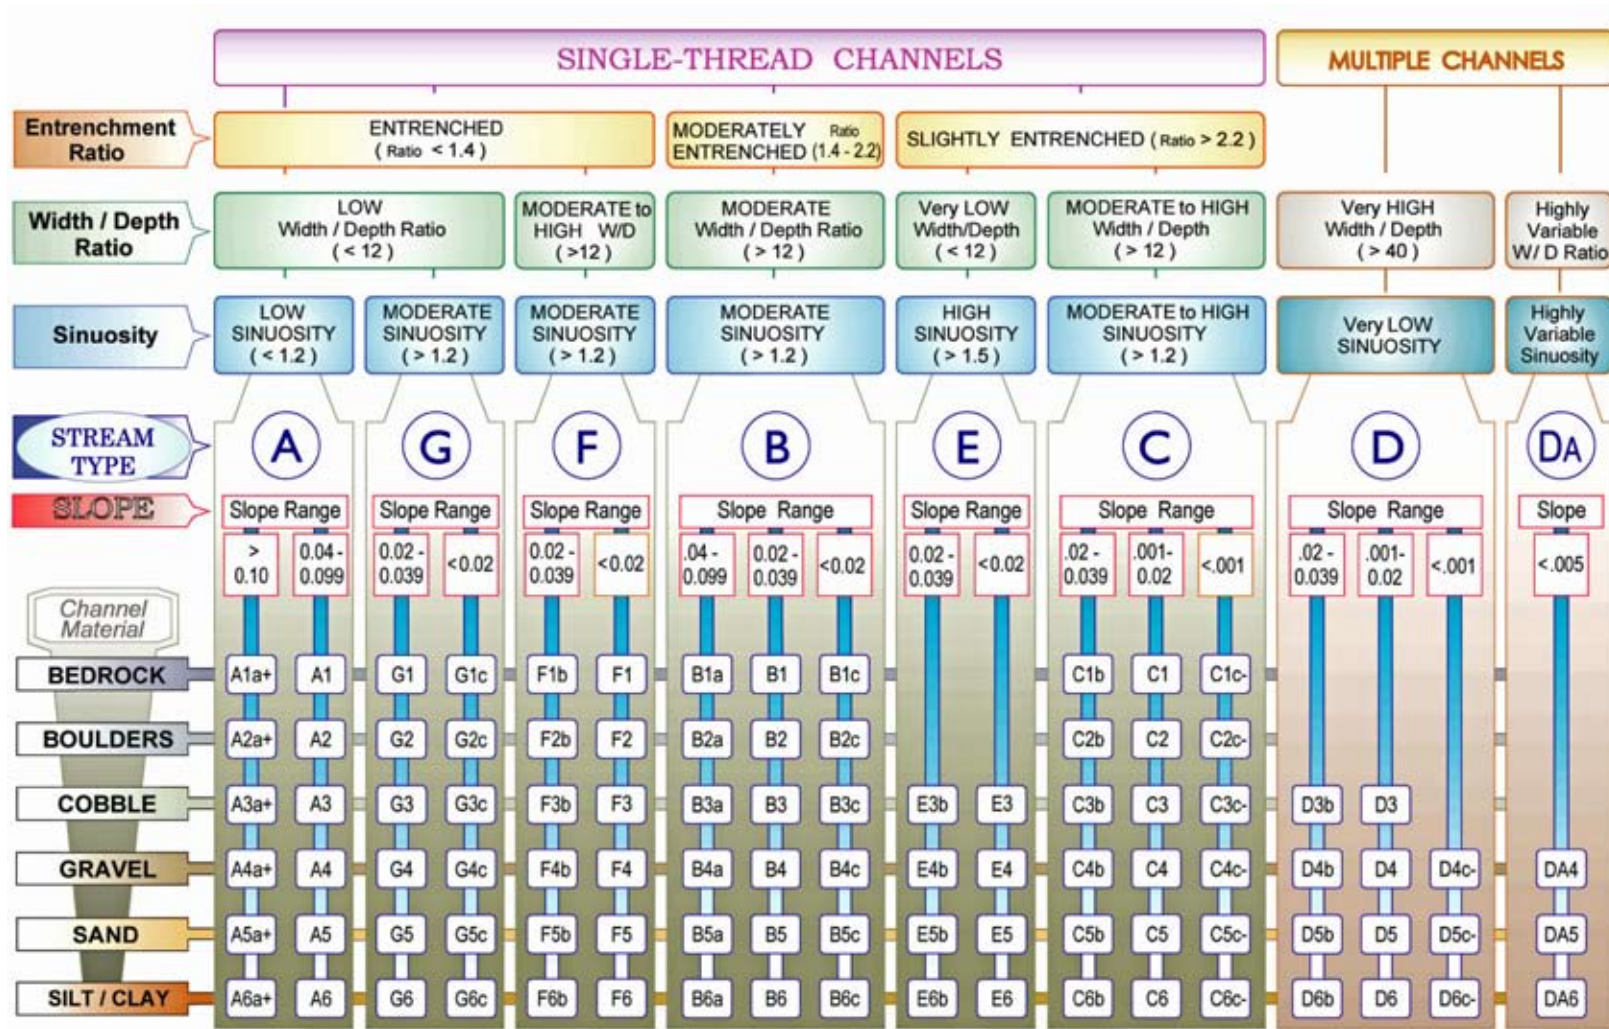 SINGLE-THREAD CHANNELS
MULTIPLE CHANNELS
Entrenchment
Ratio
ENTRENCHED
( Ratio < 1.4 )
MODERATELY Ratio
ENTRENCHED (1.4 - 2.2)
SLIGHTLY ENTRENCHED ( Ratio > 2.2 )
Width / Depth
Ratio
LOW
Width / Depth Ratio
( < 12 )
MODERATE to
HIGH W/D
( >12 )
MODERATE
Width / Depth Ratio
( > 12 )
Very LOW
Width/Depth
( < 12 )
MODERATE to HIGH
Width / Depth
( > 12 )
Very HIGH
Width / Depth
( > 40 )
Highly
Variable
W / D Ratio
Sinuosity
LOW
SINUOSITY
( < 1.2 )
MODERATE
SINUOSITY
( > 1.2 )
MODERATE
SINUOSITY
( > 1.2 )
MODERATE
SINUOSITY
( > 1.2 )
HIGH
SINUOSITY
( > 1.5 )
MODERATE to HIGH
SINUOSITY
( > 1.2 )
Very LOW
SINUOSITY
Highly
Variable
Sinuosity
STREAM
TYPE
A G F B E C D DA
SLOPE
Slope Range Slope Range Slope Range Slope Range Slope Range Slope Range Slope Range Slope
>
0.10
0.04 -
0.099
0.02 -
0.039
<0.02
0.02 -
0.039
<0.02
.04 -
0.099
0.02 -
0.039
<0.02
0.02 -
0.039
<0.02
.02 -
0.039
.001-
0.02
<.001
.02 -
0.039
.001-
0.02
<.001
<.005
Channel
Material
BEDROCK A1a+ A1 G1 G1c F1b F1 B1a B1 B1c C1b C1 C1c-
BOULDERS A2a+ A2 G2 G2c F2b F2 B2a B2 B2c C2b C2 C2c-
COBBLE A3a+ A3 G3 G3c F3b F3 B3a B3 B3c E3b E3 C3b C3 C3c- D3b D3
GRAVEL A4a+ A4 G4 G4c F4b F4 B4a B4 B4c E4b E4 C4b C4 C4c- D4b D4 D4c- DA4
SAND A5a+ A5 G5 G5c F5b F5 B5a B5 B5c E5b E5 C5b C5 C5c- D5b D5 D5c- DA5
SILT / CLAY A6a+ A6 G6 G6c F6b F6 B6a B6 B6c E6b E6 C6b C6 C6c- D6b D6 D6c- DA6